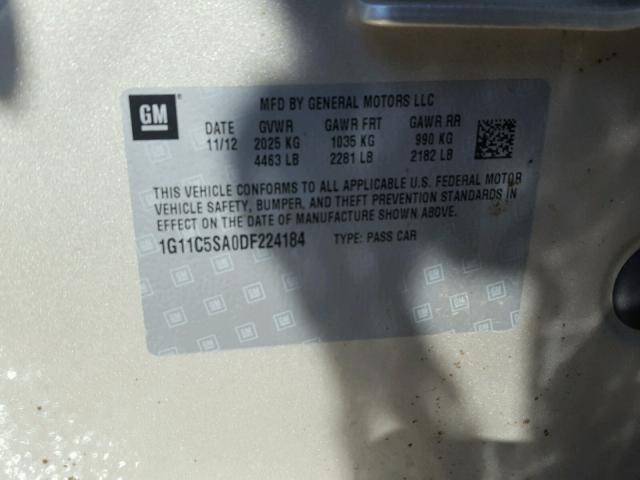 GM
MFD BY GENERAL MOTORS LLC
DATE GVWR GAWR FRT GAWR RR
11/12 2025 KG 1035 KG 990 KG
4463 LB 2281 LB 2182 LB
THIS VEHICLE CONFORMS TO ALL APPLICABLE U.S. FEDERAL MOTOR
VEHICLE SAFETY, BUMPER, AND THEFT PREVENTION STANDARDS IN
EFFECT ON THE DATE OF MANUFACTURE SHOWN ABOVE.
1G11C5SA0DF224184 TYPE: PASS CAR